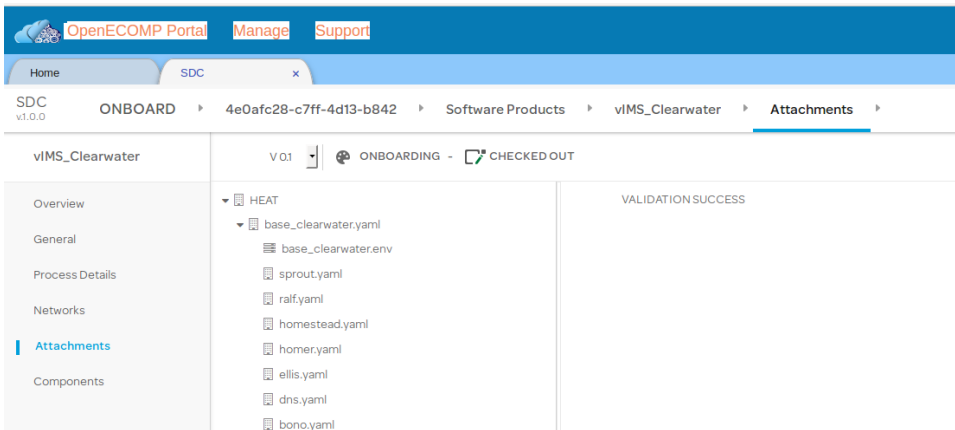 OpenECOMP Portal Manage Support
Home SDC x
SDC
v.1.0.0
ONBOARD 4e0afc28-c7ff-4d13-b842 Software Products vIMS_Clearwater Attachments
vIMS_Clearwater
V 0.1 ONBOARDING - CHECKED OUT
Overview
General
Process Details
Networks
Attachments
Components
HEAT
base_clearwater.yaml
base_clearwater.env
sprout.yaml
ralf.yaml
homestead.yaml
homer.yaml
ellis.yaml
dns.yaml
bono.yaml
VALIDATION SUCCESS